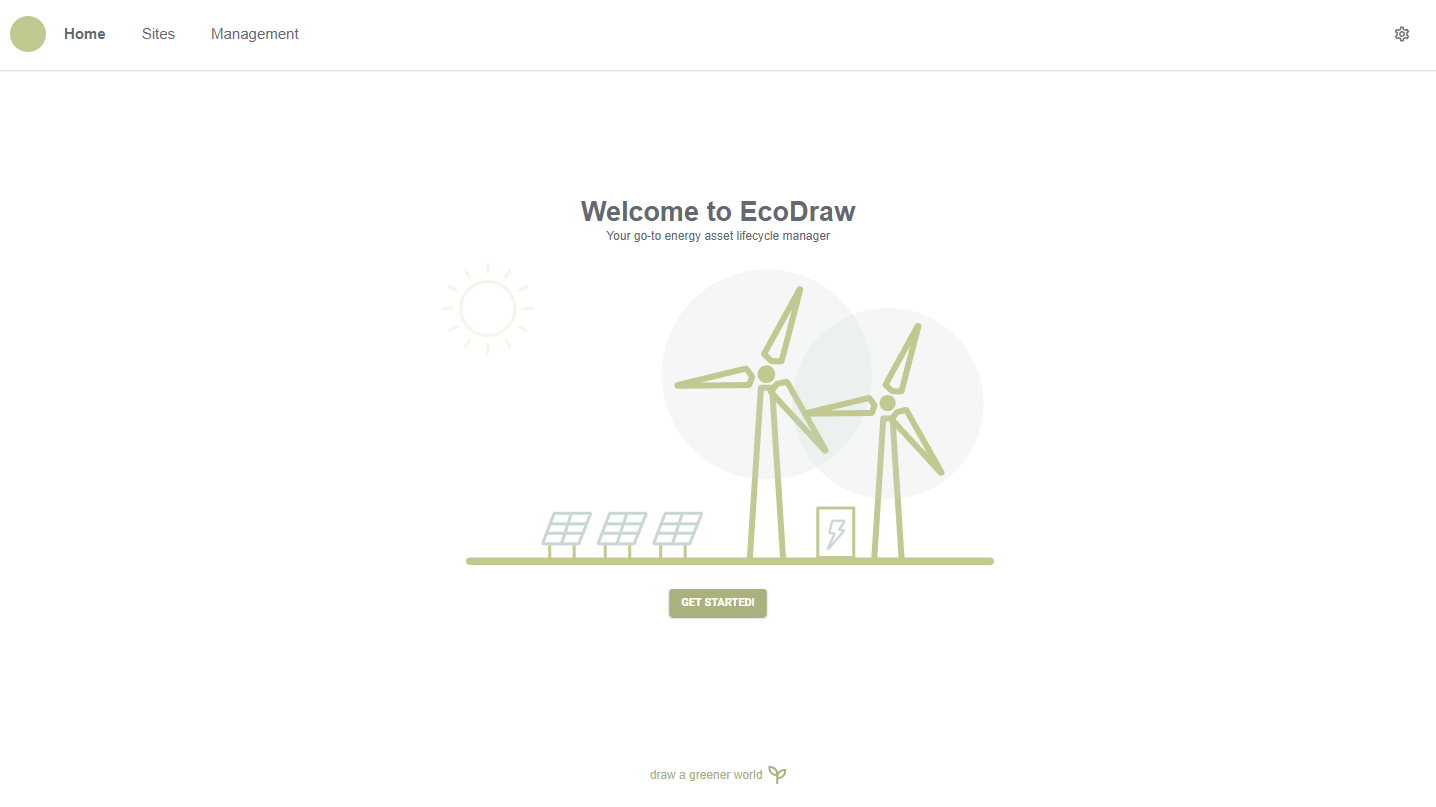 Home
Sites
Management
Welcome to EcoDraw
Your go-to energy asset lifecycle manager
GET STARTED!
draw a greener world